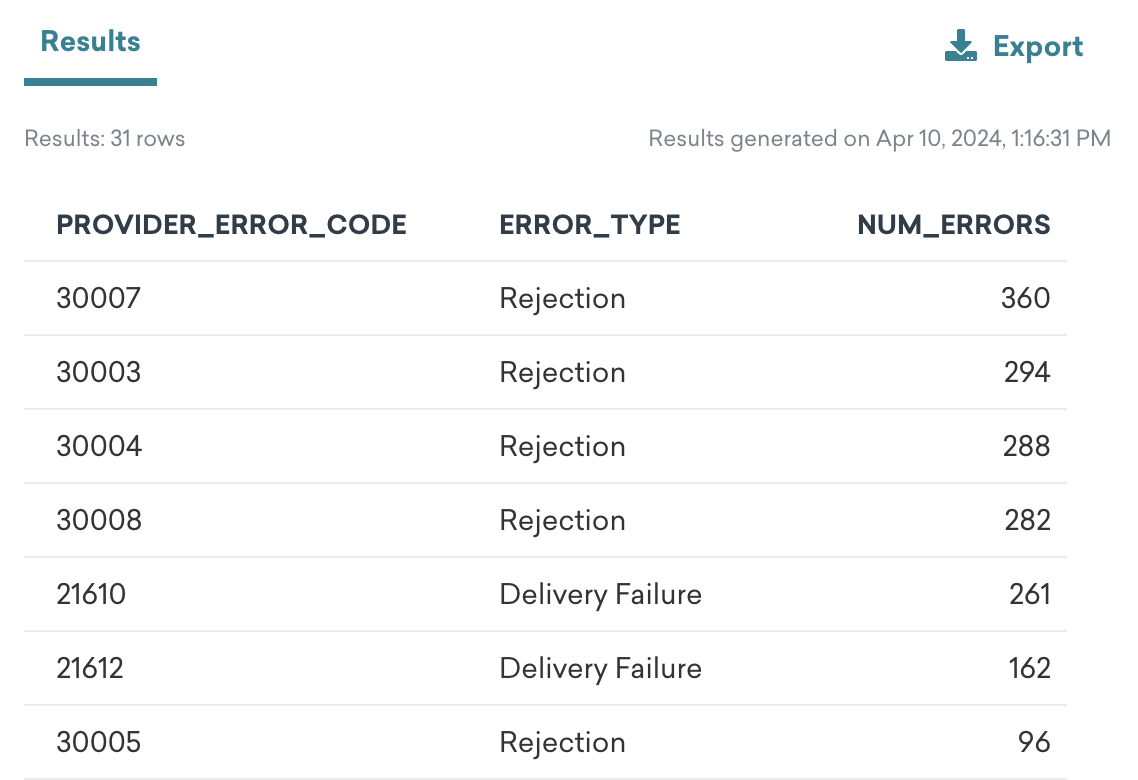 Results
Export
Results: 31 rows Results generated on Apr 10, 2024, 1:16:31 PM
PROVIDER_ERROR_CODE ERROR_TYPE NUM_ERRORS
30007 Rejection 360
30003 Rejection 294
30004 Rejection 288
30008 Rejection 282
21610 Delivery Failure 261
21612 Delivery Failure 162
30005 Rejection 96